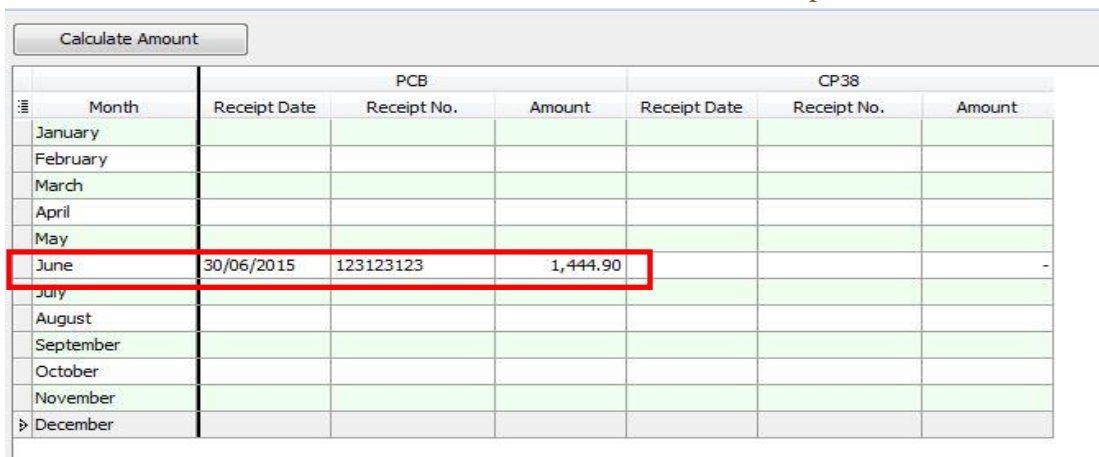 Calculate Amount
PCB CP38
Month Receipt Date Receipt No. Amount Receipt Date Receipt No. Amount
January
February
March
April
May
June 30/06/2015 123123123 1,444.90 -
July
August
September
October
November
December